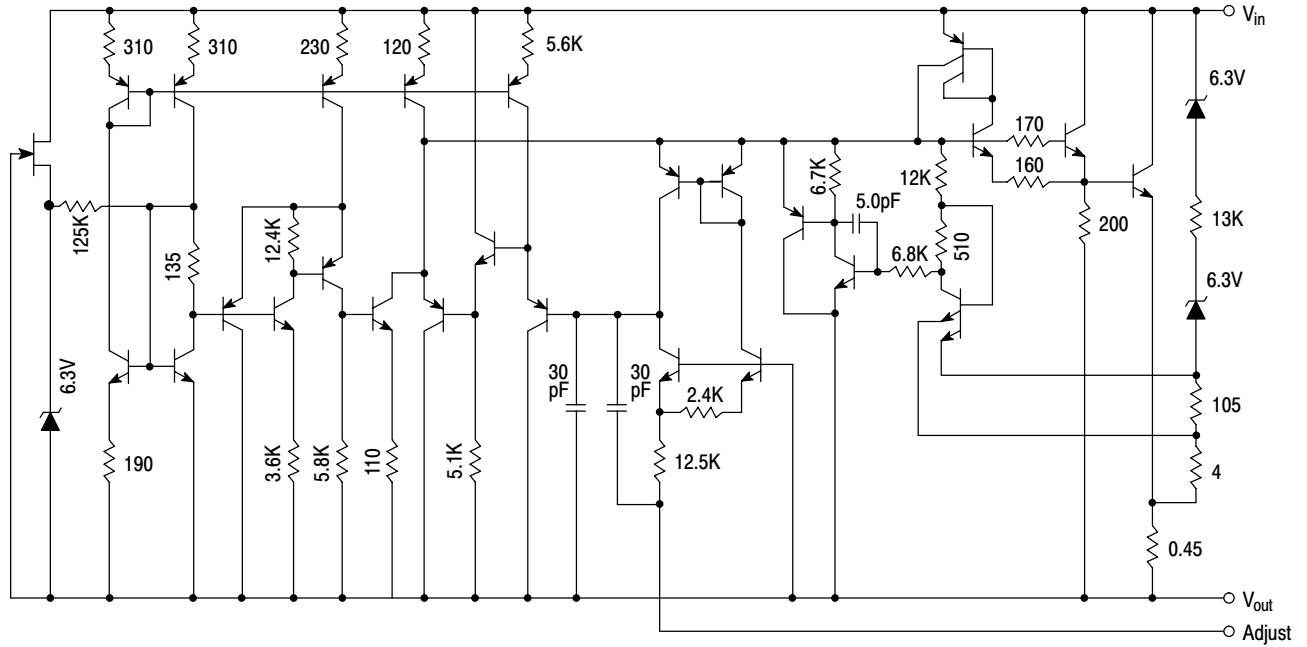 V_in
310
310
230
120
5.6K
6.3V
170
160
6.7K
12K
5.0pF
125K
135
12.4K
6.8K
510
200
13K
6.3V
6.3V
30
pF
30
pF
2.4K
105
190
3.6K
5.8K
110
5.1K
12.5K
4
0.45
V_out
Adjust